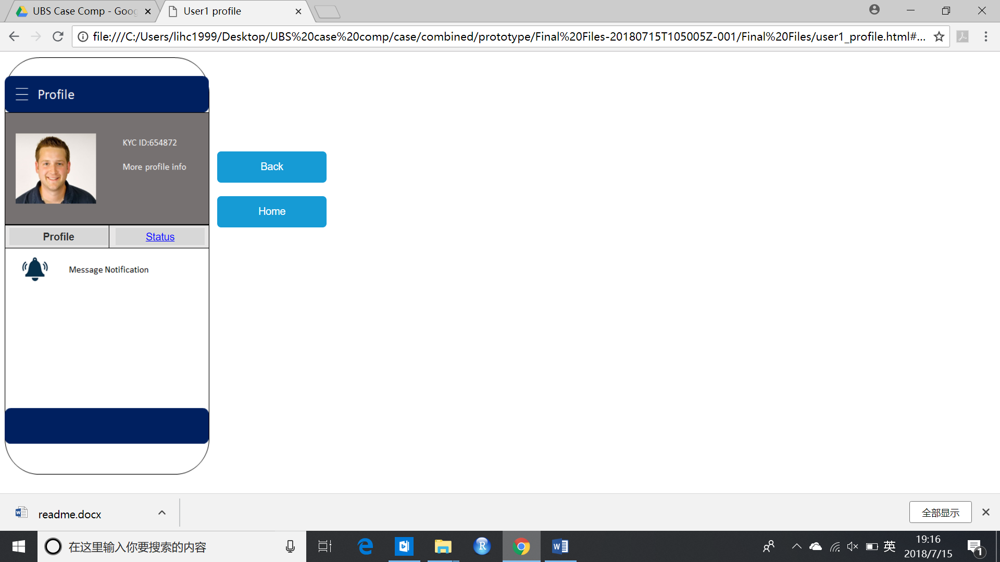 UBS Case Comp - Goog
User1 profile
file:///C:/Users/lihc1999/Desktop/UBS%20case%20comp/case/combined/prototype/Final%20Files-20180715T105005Z-001/Final%20Files/user1_profile.html#...
Profile
KYC ID:654872
More profile info
Back
Home
Profile
Status
Message Notification
readme.docx
全部显示
在这里输入你要搜索的内容
英
19:16
2018/7/15
1